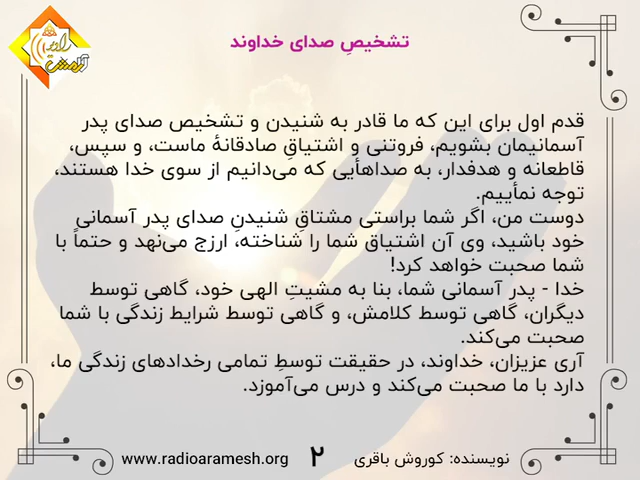 تشخیصِ صدای خداوند
قدم اول برای این که ما قادر به شنیدن و تشخیص صدای پدر
آسمانیمان بشویم، فروتنی و اشتیاقِ صادقانهٔ ماست، و سپس،
قاطعانه و هدفدار، به صداهأیی که می‌دانیم از سوی خدا هستند،
توجه نمأییم.
دوست من، اگر شما براستی مشتاقِ شنیدنِ صدای پدر آسمانی
خود باشید، وی آن اشتیاق شما را شناخته، ارزج می‌نهد و حتماً با
شما صحبت خواهد کرد!
خدا - پدر آسمانی شما، بنا به مشیتِ الهی خود، گاهی توسط
دیگران، گاهی توسط کلامش، و گاهی توسط شرایط زندگی با شما
صحبت می‌کند.
آری عزیزان، خداوند، در حقیقت توسطِ تمامی رخدادهای زندگی ما،
دارد با ما صحبت می‌کند و درس می‌آموزد.
نویسنده: کوروش باقری ۲ www.radioaramesh.org